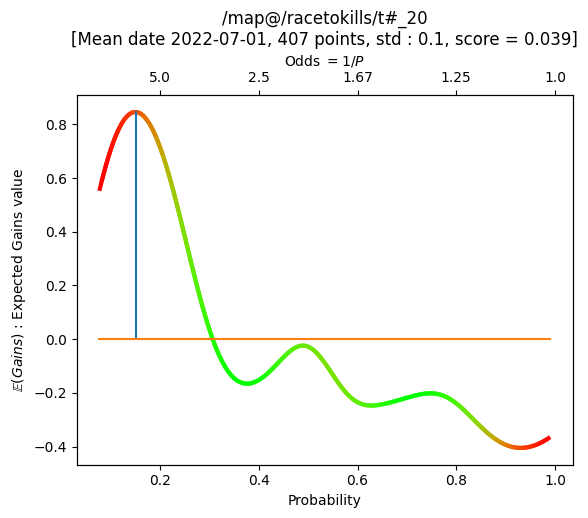 /map@/racetokills/t#_20
[Mean date 2022-07-01, 407 points, std : 0.1, score = 0.039]
Odds = 1/P
5.0 2.5 1.67 1.25 1.0
0.8
0.6
0.4
0.2
0.0
−0.2
−0.4
𝔼(Gains) : Expected Gains value
0.2 0.4 0.6 0.8 1.0
Probability